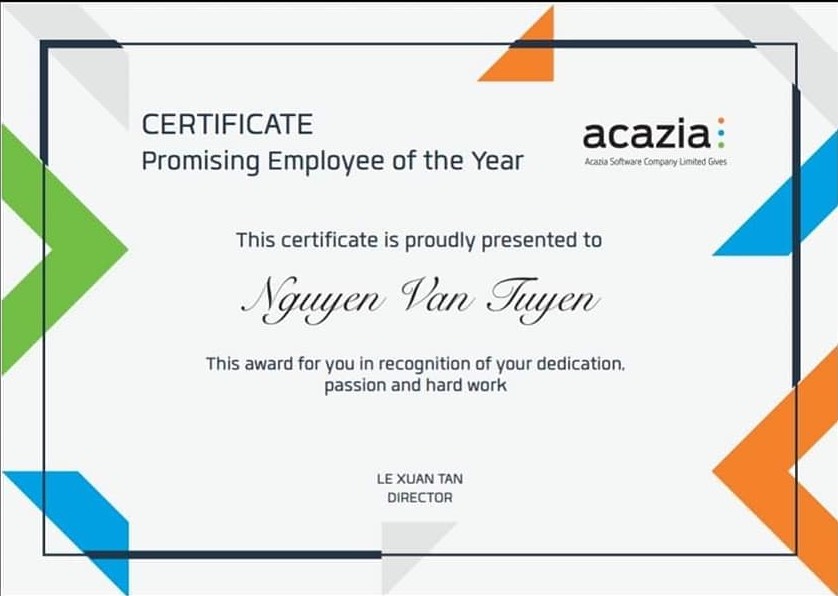 CERTIFICATE
Promising Employee of the Year
acazia
Acazia Software Company Limited Gives
This certificate is proudly presented to
Nguyen Van Tuyen
This award for you in recognition of your dedication,
passion and hard work
LE XUAN TAN
DIRECTOR